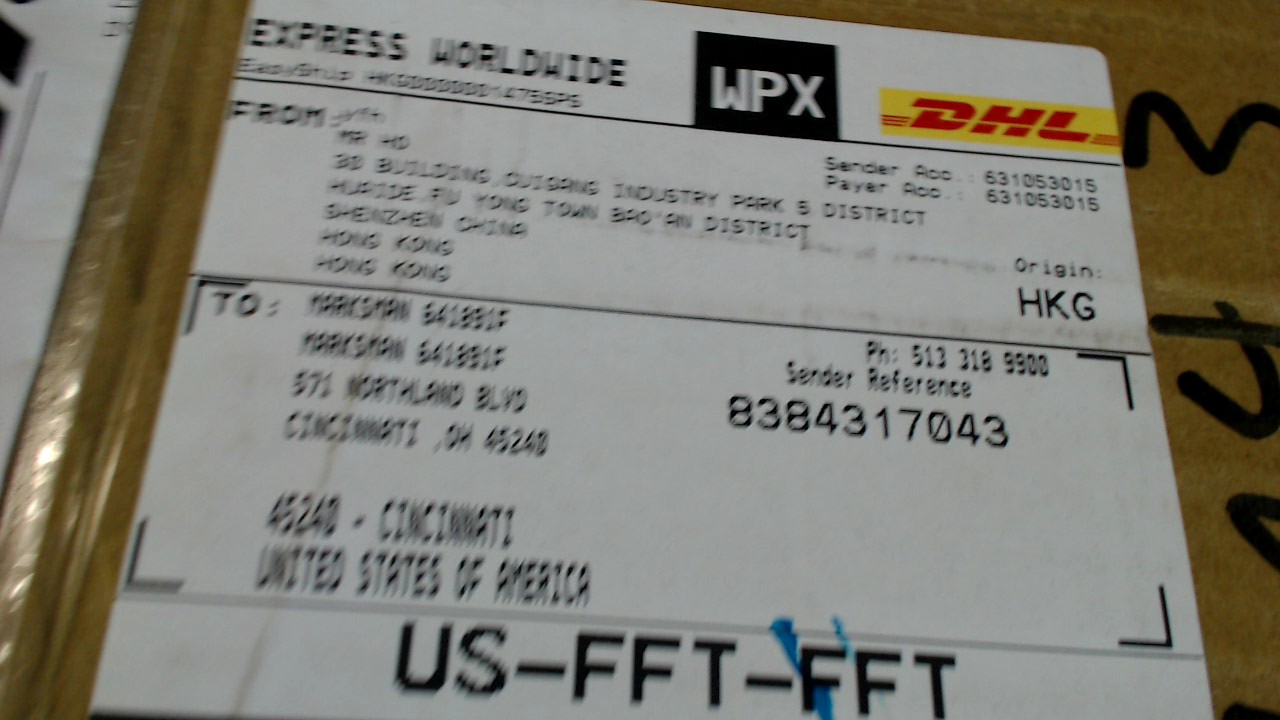 EXPRESS WORLDWIDE
WPX
DHL
FROM:
MR HO
Sender Acc.: 631053015
Payer Acc.: 631053015
3D BUILDING,CUIGANG INDUSTRY PARK 5 DISTRICT
HUAIDE,FU YONG TOWN BAO'AN DISTRICT
SHENZHEN CHINA
HONG KONG
HONG KONG
Origin:
HKG
TO: MARKSMAN 641891F
MARKSMAN 641891F
571 NORTHLAND BLVD
CINCINNATI ,OH 45240
Ph: 513 318 9900
Sender Reference
8384317043
45240 - CINCINNATI
UNITED STATES OF AMERICA
US-FFT-FFT